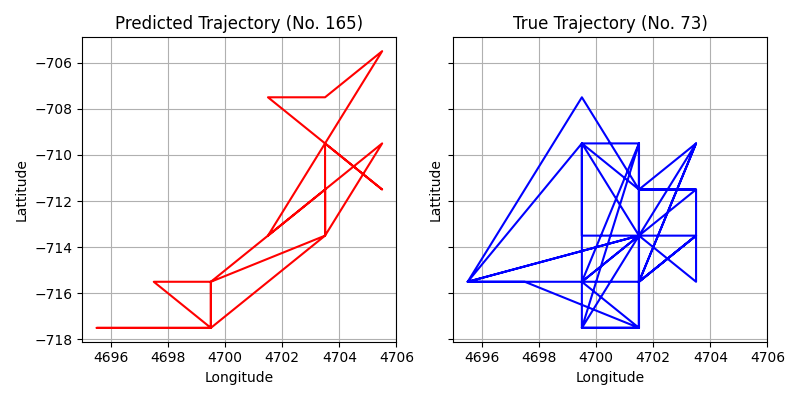 Predicted Trajectory (No. 165)
True Trajectory (No. 73)
−706
−708
−710
−712
−714
−716
−718
Lattitude
Lattitude
4696 4698 4700 4702 4704 4706
4696 4698 4700 4702 4704 4706
Longitude
Longitude